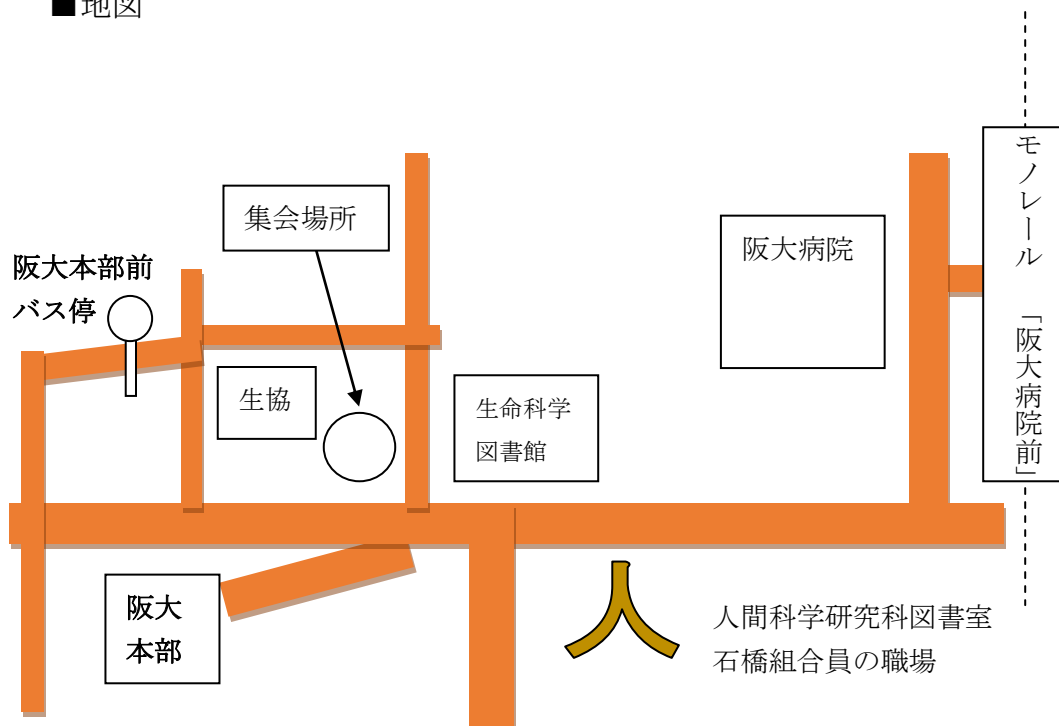 ■地図
集会場所
阪大本部前
バス停
生協
生命科学
図書館
阪大病院
モノレール 「阪大病院前」
阪大
本部
人間科学研究科図書室
石橋組合員の職場